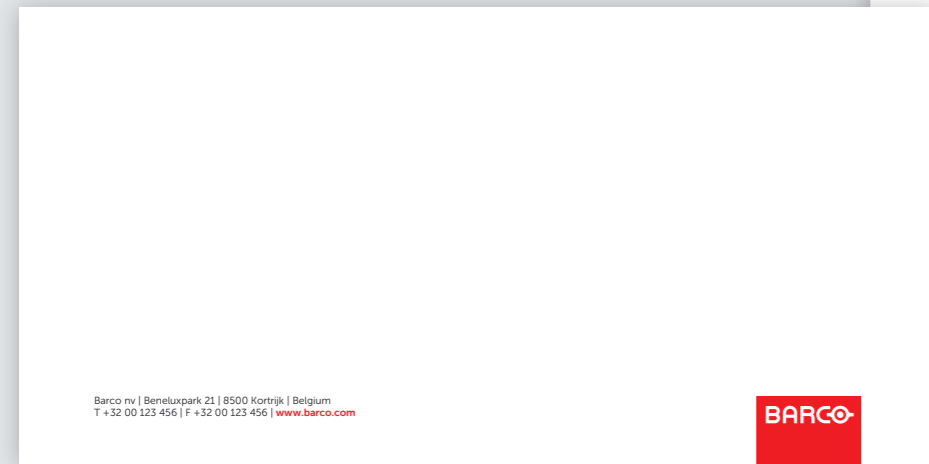 Barco nv | Beneluxpark 21 | 8500 Kortrijk | Belgium
T +32 00 123 456 | F +32 00 123 456 | www.barco.com
BARCO